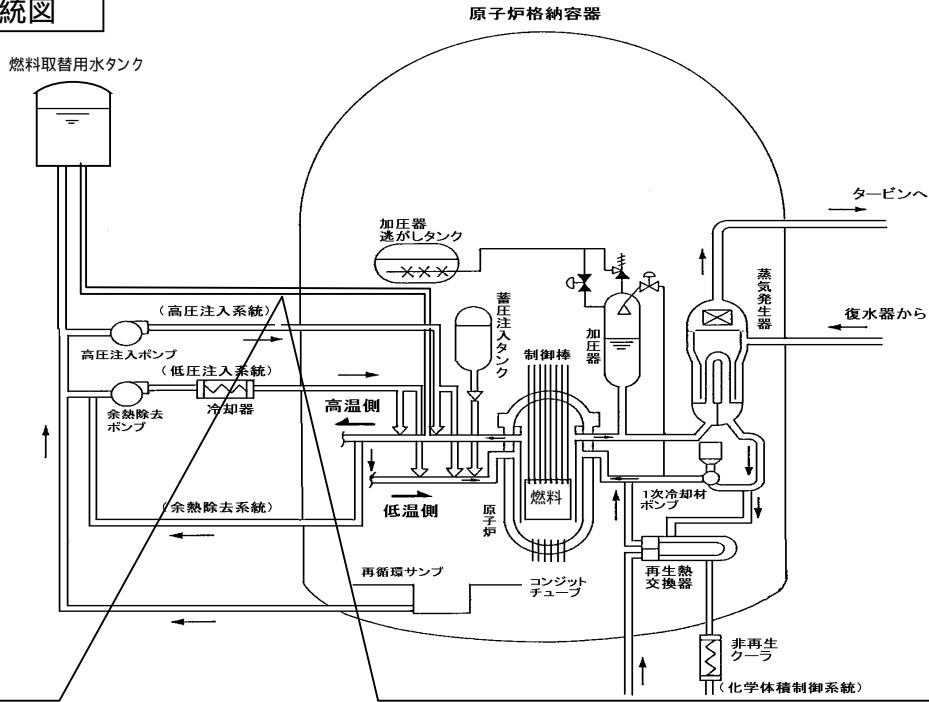 統図
原子炉格納容器
燃料取替用水タンク
タービンへ
加圧器
逃がしタンク
蒸気発生器
復水器から
蓄圧注入タンク
加圧器
(高圧注入系統)
高圧注入ポンプ
制御棒
(低圧注入系統)
冷却器
高温側
余熱除去
ポンプ
燃料
1次冷却材
ポンプ
(余熱除去系統)
低温側
原子炉
再循環サンプ
コンジット
チューブ
再生熱
交換器
非再生
クーラ
(化学体積制御系統)